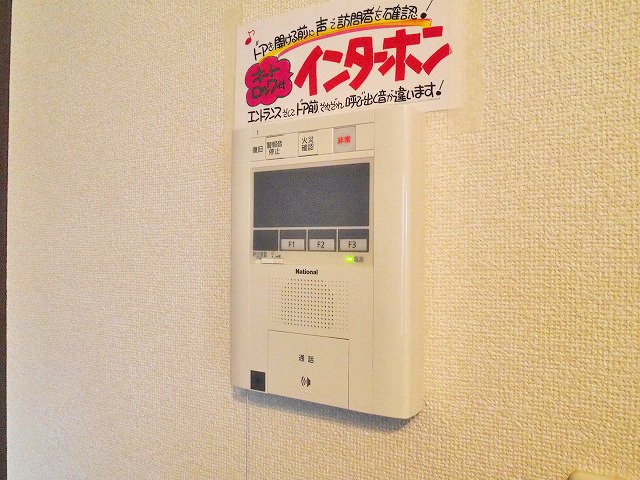 ドアを開ける前に声で訪問者を確認!
オート
ロック付
インターホン
エントランスそしてドア前、それぞれ呼び出し音が違います!
復旧
警報音
停止
火災
確認
非常
F1 F2 F3
電源
National
通話